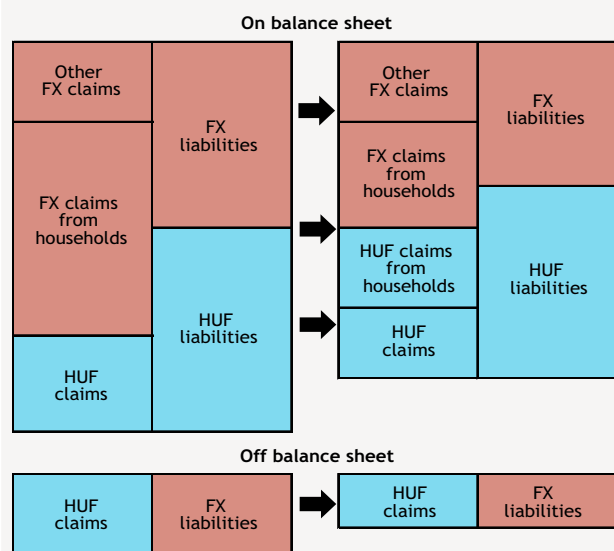 On balance sheet
Other
FX claims
FX
liabilities
FX claims
from
households
HUF
liabilities
HUF
claims
Other
FX claims
FX
liabilities
FX claims
from
households
HUF claims
from
households
HUF
liabilities
HUF
claims
Off balance sheet
HUF
claims
FX
liabilities
HUF
claims
FX
liabilities